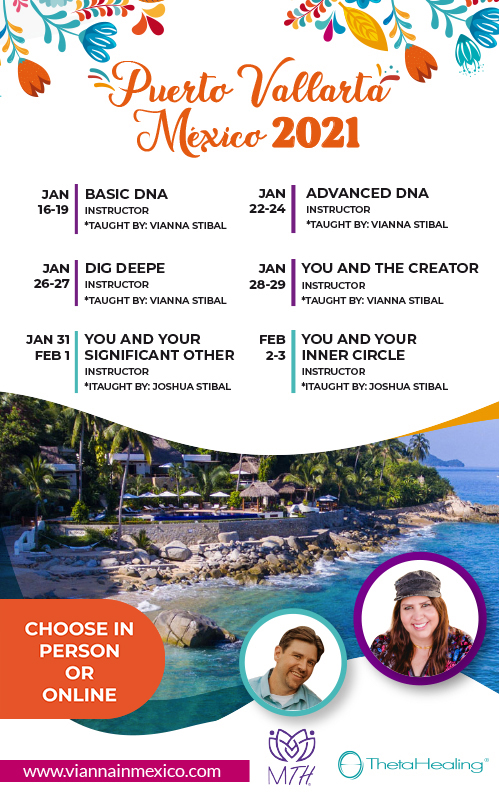 Puerto Vallarta
México 2021
JAN
16-19
BASIC DNA
INSTRUCTOR
*TAUGHT BY: VIANNA STIBAL
JAN
22-24
ADVANCED DNA
INSTRUCTOR
*TAUGHT BY: VIANNA STIBAL
JAN
26-27
DIG DEEPE
INSTRUCTOR
*TAUGHT BY: VIANNA STIBAL
JAN
28-29
YOU AND THE CREATOR
INSTRUCTOR
*TAUGHT BY: VIANNA STIBAL
JAN 31
FEB 1
YOU AND YOUR
SIGNIFICANT OTHER
INSTRUCTOR
*ITAUGHT BY: JOSHUA STIBAL
FEB
2-3
YOU AND YOUR
INNER CIRCLE
INSTRUCTOR
*ITAUGHT BY: JOSHUA STIBAL
CHOOSE IN
PERSON
OR
ONLINE
www.viannainmexico.com
MTH®
ThetaHealing®